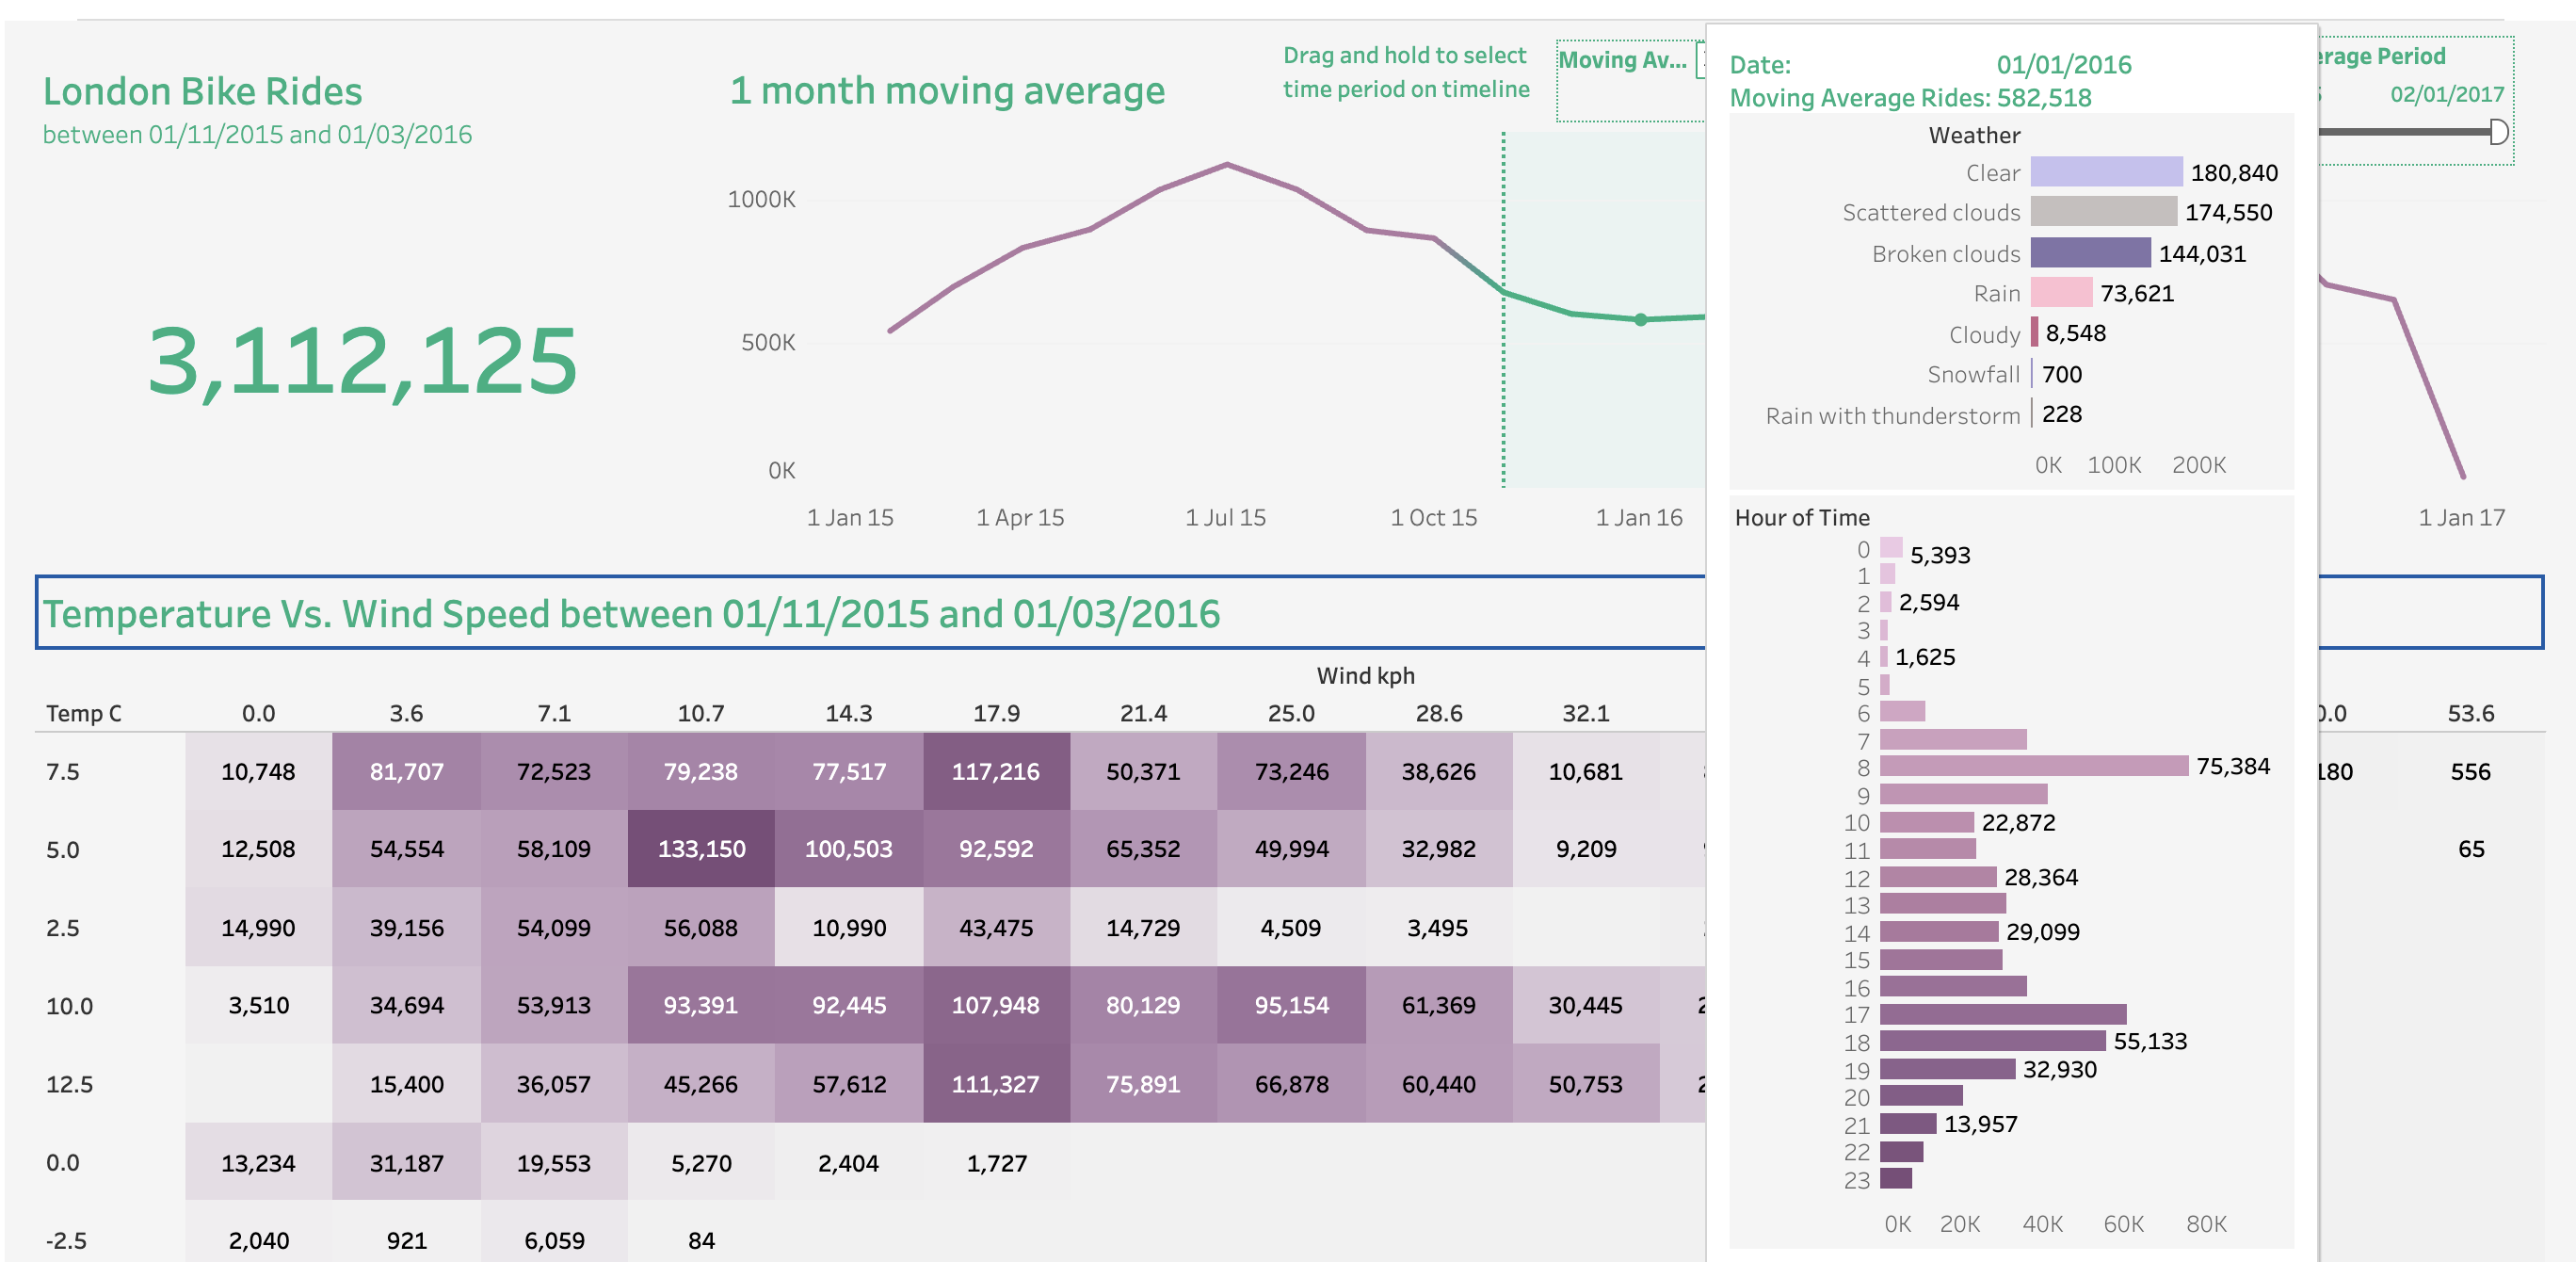 London Bike Rides
between 01/11/2015 and 01/03/2016
3,112,125
1 month moving average
Drag and hold to select
time period on timeline
Moving Av...
1000K
500K
0K
1 Jan 15 1 Apr 15 1 Jul 15 1 Oct 15 1 Jan 16 1 Jan 17
Period
02/01/2017
Date: 01/01/2016
Moving Average Rides: 582,518
Weather
Clear 180,840
Scattered clouds 174,550
Broken clouds 144,031
Rain 73,621
Cloudy 8,548
Snowfall 700
Rain with thunderstorm 228
0K 100K 200K
Hour of Time
0 5,393
1
2 2,594
3
4 1,625
5
6
7
8 75,384
9
10 22,872
11
12 28,364
13
14 29,099
15
16
17
18 55,133
19 32,930
20
21 13,957
22
23
0K 20K 40K 60K 80K
Temperature Vs. Wind Speed between 01/11/2015 and 01/03/2016
Wind kph
Temp C 0.0 3.6 7.1 10.7 14.3 17.9 21.4 25.0 28.6 32.1 53.6
7.5 10,748 81,707 72,523 79,238 77,517 117,216 50,371 73,246 38,626 10,681 556
5.0 12,508 54,554 58,109 133,150 100,503 92,592 65,352 49,994 32,982 9,209 65
2.5 14,990 39,156 54,099 56,088 10,990 43,475 14,729 4,509 3,495
10.0 3,510 34,694 53,913 93,391 92,445 107,948 80,129 95,154 61,369 30,445
12.5 15,400 36,057 45,266 57,612 111,327 75,891 66,878 60,440 50,753
0.0 13,234 31,187 19,553 5,270 2,404 1,727
-2.5 2,040 921 6,059 84